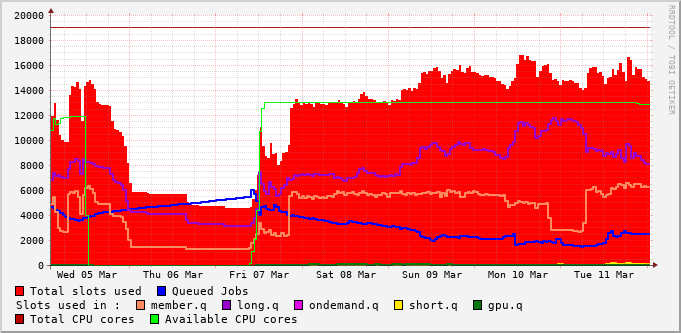 20000
18000
16000
14000
12000
10000
8000
6000
4000
2000
0
Wed 05 Mar Thu 06 Mar Fri 07 Mar Sat 08 Mar Sun 09 Mar Mon 10 Mar Tue 11 Mar
Total slots used Queued Jobs
Slots used in : member.q long.q ondemand.q short.q gpu.q
Total CPU cores Available CPU cores
RRDTOOL / TOBI OETIKER